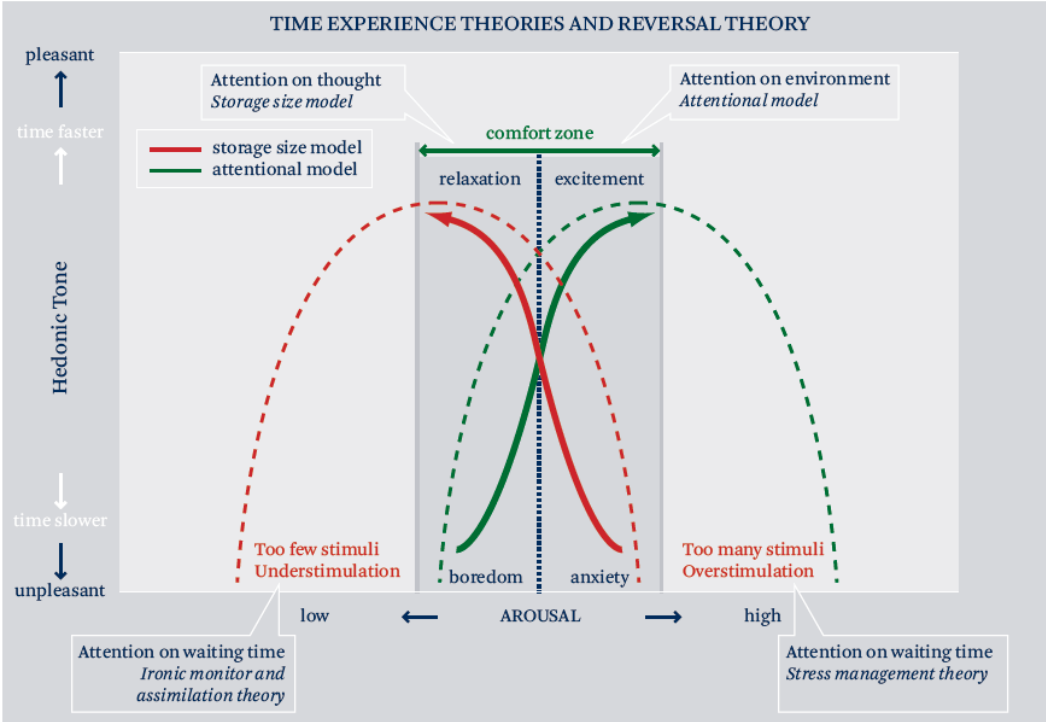 TIME EXPERIENCE THEORIES AND REVERSAL THEORY
pleasant
time faster
Hedonic Tone
time slower
unpleasant
Attention on thought
Storage size model
Attention on environment
Attentional model
storage size model
attentional model
comfort zone
relaxation
excitement
Too few stimuli
Understimulation
boredom
anxiety
Too many stimuli
Overstimulation
low
AROUSAL
high
Attention on waiting time
Ironic monitor and
assimilation theory
Attention on waiting time
Stress management theory